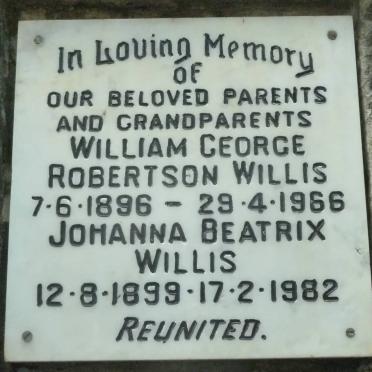 In Loving Memory
OF
OUR BELOVED PARENTS
AND GRANDPARENTS
WILLIAM GEORGE
ROBERTSON WILLIS
7·6·1896 – 29·4·1966
JOHANNA BEATRIX
WILLIS
12·8·1899·17·2·1982
REUNITED.